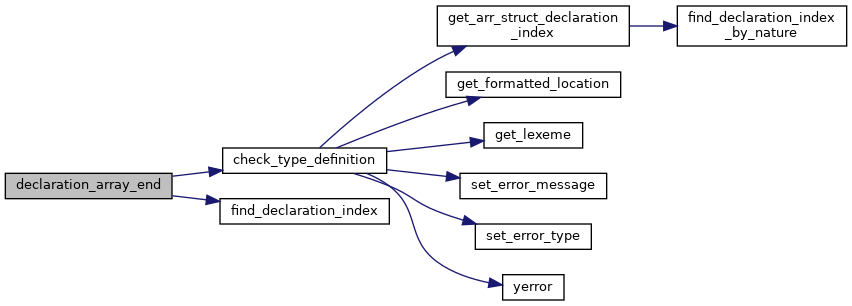 declaration_array_end
check_type_definition
find_declaration_index
get_arr_struct_declaration
_index
get_formatted_location
get_lexeme
set_error_message
set_error_type
yerror
find_declaration_index
_by_nature